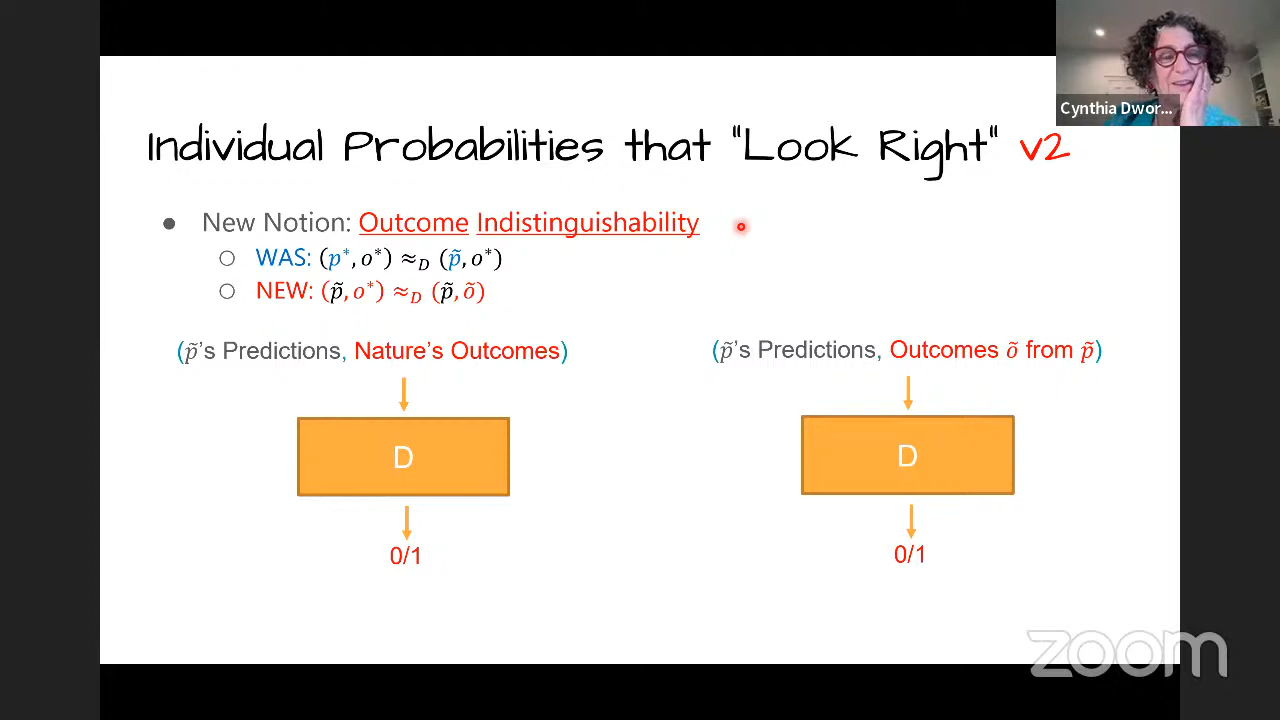 Cynthia Dwor...
Individual Probabilities that "Look Right" v2
● New Notion: Outcome Indistinguishability
○ WAS: (p*, o*) ≈_D (p̃, o*)
○ NEW: (p̃, o*) ≈_D (p̃, õ)
(p̃'s Predictions, Nature's Outcomes)
(p̃'s Predictions, Outcomes õ from p̃)
D
D
0/1
0/1
zoom